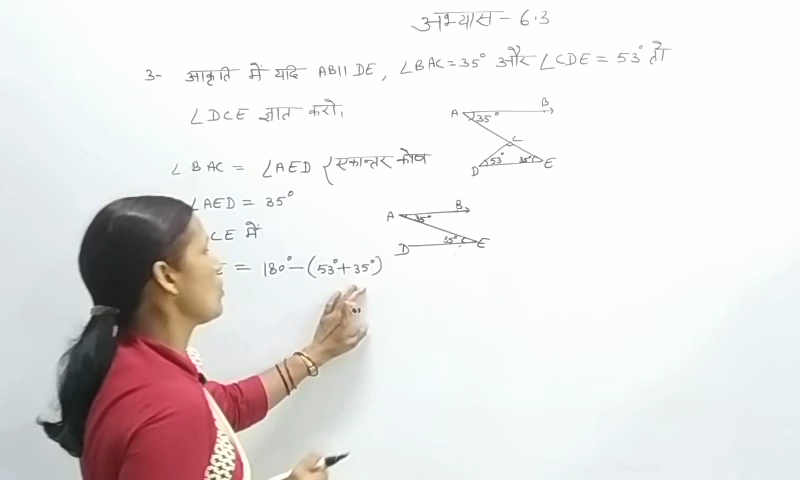 अभ्यास - 6.3
3- आकृति में यदि AB॥DE, ∠BAC=35° और ∠CDE = 53° तो
∠DCE ज्ञात करो।
A 35° B
C
D 53° 35° E
∠BAC = ∠AED {एकान्तर कोण
∠AED = 35°
A 35° B
D 35° E
CE में
= 180°-(53°+35°)